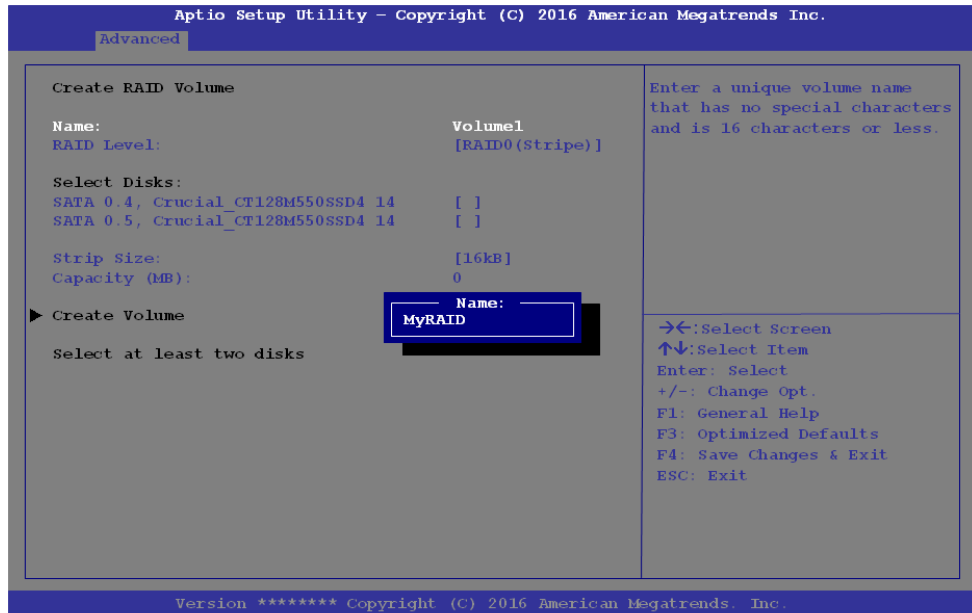 Aptio Setup Utility – Copyright (C) 2016 American Megatrends Inc.
Advanced
Create RAID Volume
Name: Volume1
RAID Level: [RAID0(Stripe)]
Select Disks:
SATA 0.4, Crucial_CT128M550SSD4 14 [ ]
SATA 0.5, Crucial_CT128M550SSD4 14 [ ]
Strip Size: [16kB]
Capacity (MB): 0
▶ Create Volume
Select at least two disks
Name:
MyRAID
Enter a unique volume name
that has no special characters
and is 16 characters or less.
→←:Select Screen
↑↓:Select Item
Enter: Select
+/-: Change Opt.
F1: General Help
F3: Optimized Defaults
F4: Save Changes & Exit
ESC: Exit
Version ******** Copyright (C) 2016 American Megatrends. Inc.